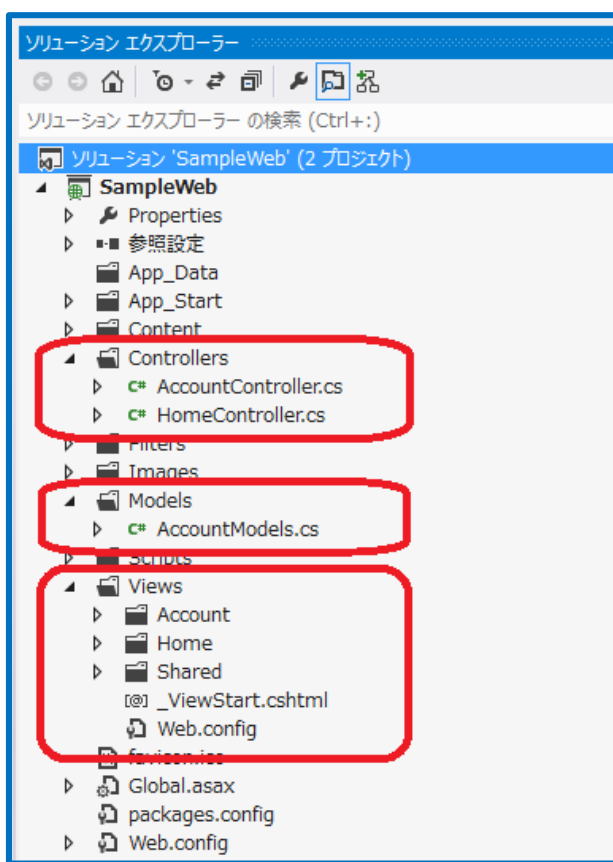 ソリューション エクスプローラー
ソリューション エクスプローラー の検索 (Ctrl+:)
ソリューション 'SampleWeb' (2 プロジェクト)
SampleWeb
Properties
参照設定
App_Data
App_Start
Content
Controllers
C# AccountController.cs
C# HomeController.cs
Filters
Images
Models
C# AccountModels.cs
Scripts
Views
Account
Home
Shared
[@] _ViewStart.cshtml
Web.config
favicon.ico
Global.asax
packages.config
Web.config